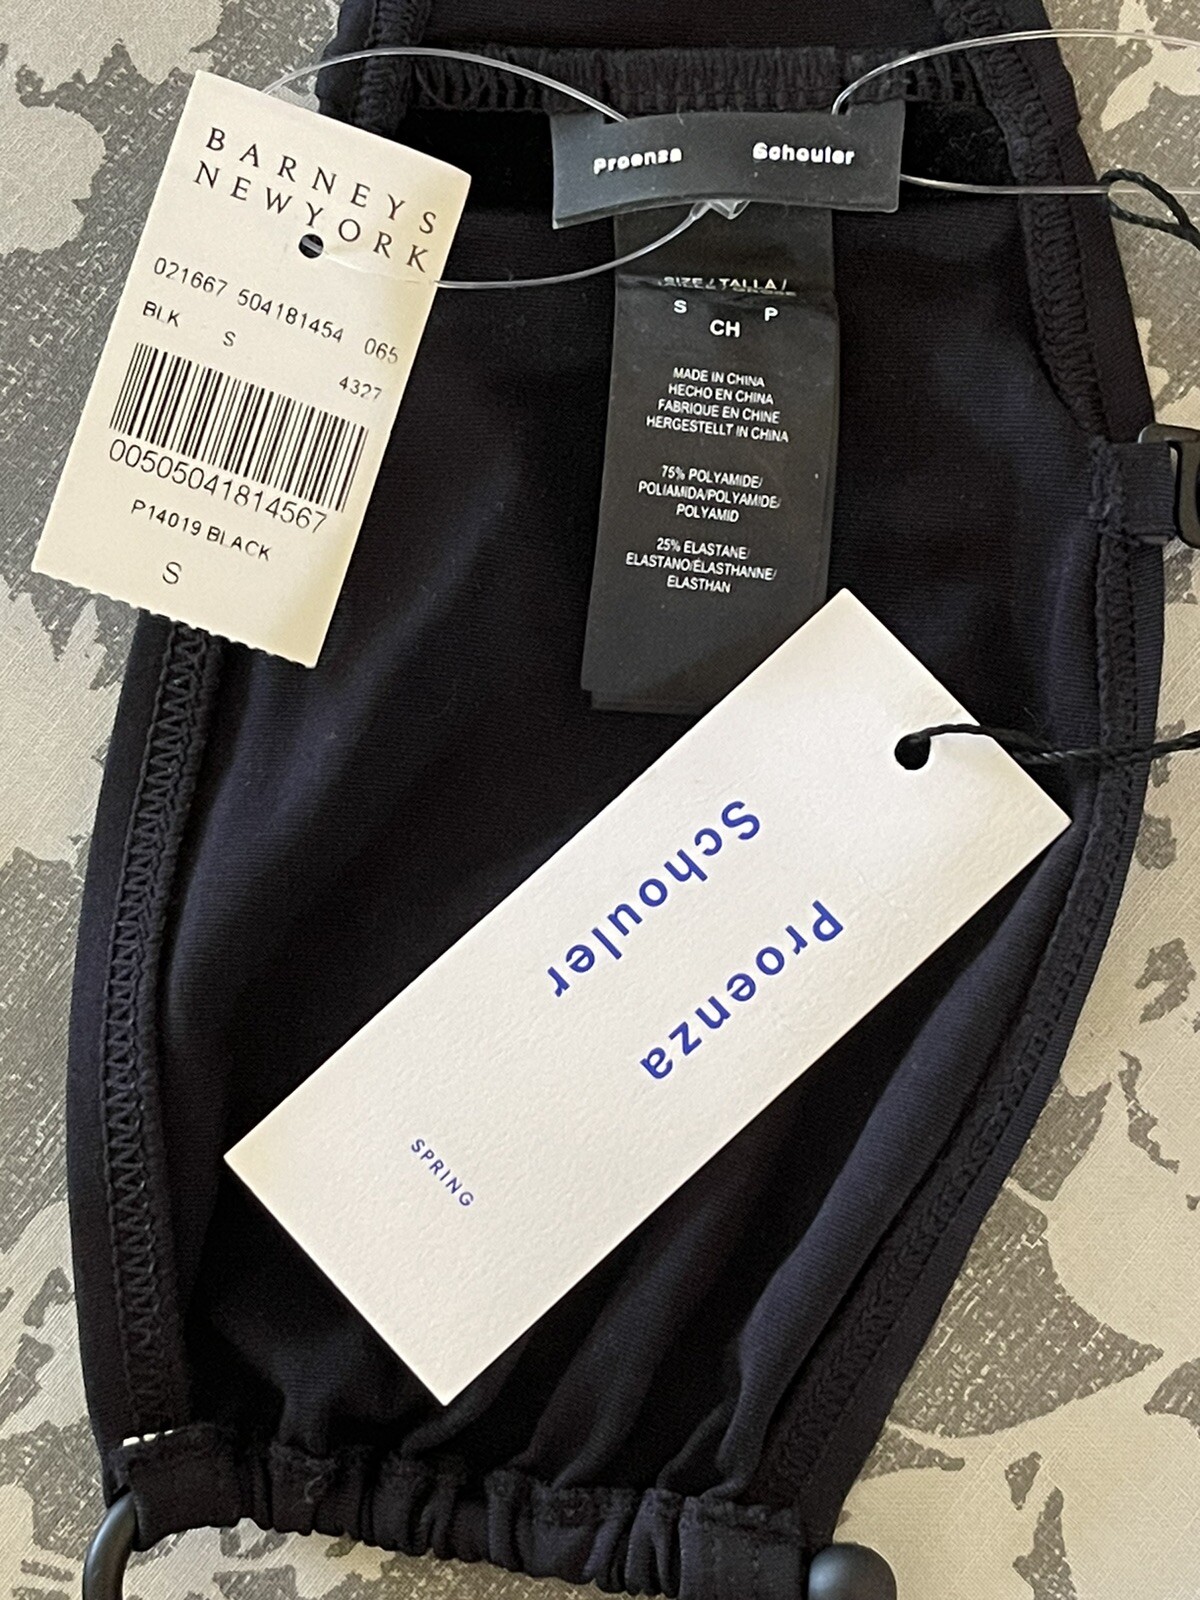 BARNEYS
NEWYORK
021667 504181454 065
BLK S
4327
00505041814567
P14019 BLACK
S
Proenza Schouler
SIZE / TALLA /
S P
CH
MADE IN CHINA
HECHO EN CHINA
FABRIQUE EN CHINE
HERGESTELLT IN CHINA
75% POLYAMIDE/
POLIAMIDA/POLYAMIDE/
POLYAMID
25% ELASTANE/
ELASTANO/ÉLASTHANNE/
ELASTHAN
Proenza
Schouler
SPRING